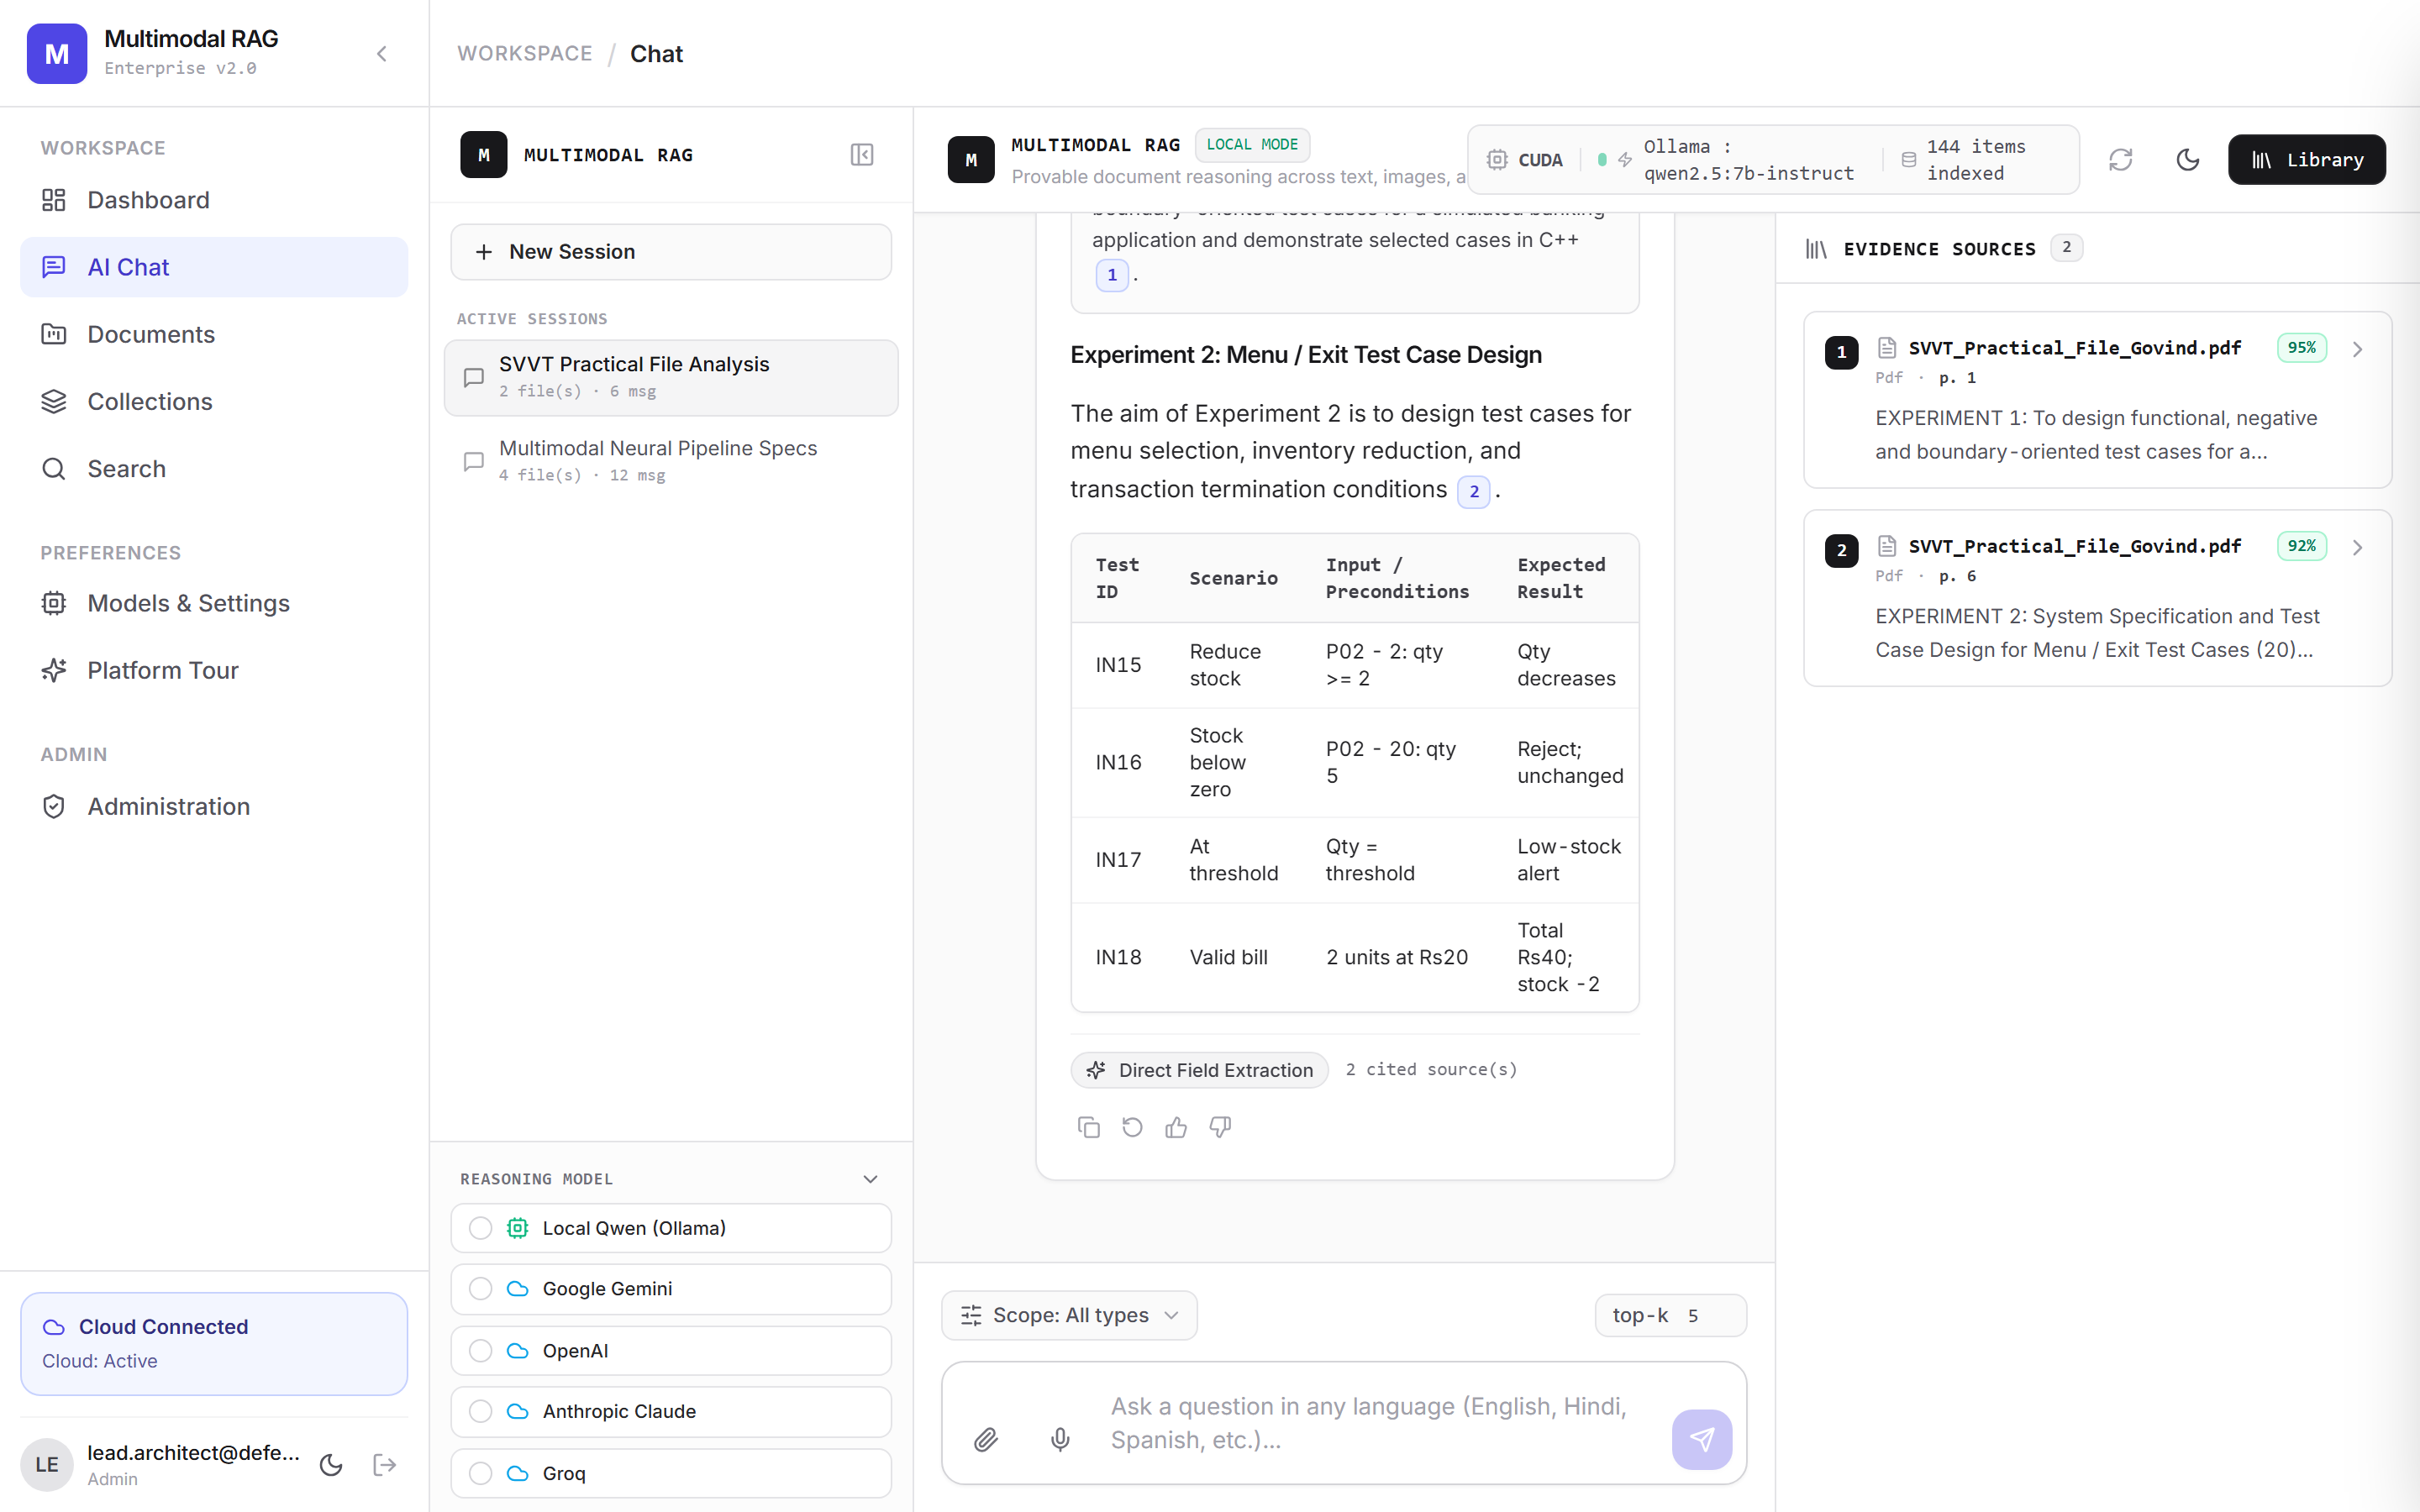 M
Multimodal RAG
Enterprise v2.0
WORKSPACE
Dashboard
AI Chat
Documents
Collections
Search
PREFERENCES
Models & Settings
Platform Tour
ADMIN
Administration
Cloud Connected
Cloud: Active
LE
lead.architect@defe...
Admin
WORKSPACE / Chat
M
MULTIMODAL RAG
New Session
ACTIVE SESSIONS
SVVT Practical File Analysis
2 file(s) · 6 msg
Multimodal Neural Pipeline Specs
4 file(s) · 12 msg
REASONING MODEL
Local Qwen (Ollama)
Google Gemini
OpenAI
Anthropic Claude
Groq
M
MULTIMODAL RAG
LOCAL MODE
Provable document reasoning across text, images, a
CUDA
Ollama :
qwen2.5:7b-instruct
144 items
indexed
Library
boundary-oriented test cases for a simulated banking
application and demonstrate selected cases in C++
1 .
Experiment 2: Menu / Exit Test Case Design
The aim of Experiment 2 is to design test cases for
menu selection, inventory reduction, and
transaction termination conditions 2 .
Test ID Scenario Input / Preconditions Expected Result
IN15 Reduce stock P02 - 2: qty >= 2 Qty decreases
IN16 Stock below zero P02 - 20: qty 5 Reject; unchanged
IN17 At threshold Qty = threshold Low-stock alert
IN18 Valid bill 2 units at Rs20 Total Rs40; stock -2
Direct Field Extraction
2 cited source(s)
Scope: All types
top-k 5
Ask a question in any language (English, Hindi,
Spanish, etc.)...
EVIDENCE SOURCES 2
1
SVVT_Practical_File_Govind.pdf
95%
Pdf · p. 1
EXPERIMENT 1: To design functional, negative
and boundary-oriented test cases for a...
2
SVVT_Practical_File_Govind.pdf
92%
Pdf · p. 6
EXPERIMENT 2: System Specification and Test
Case Design for Menu / Exit Test Cases (20)...